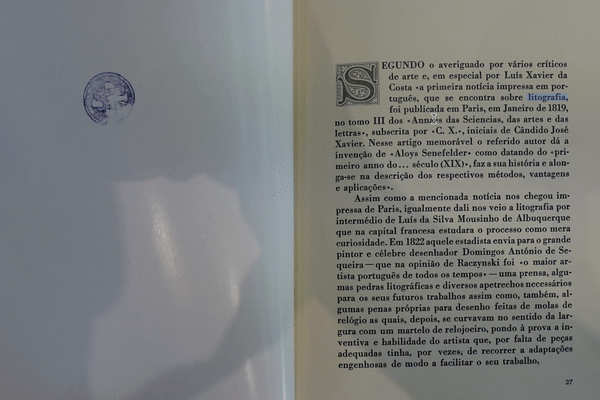 SEGUNDO o averiguado por vários críticos
de arte e, em especial por Luís Xavier da
Costa «a primeira notícia impressa em por-
tuguês, que se encontra sobre litografia,
foi publicada em Paris, em Janeiro de 1819,
no tomo III dos «Annaes das Sciencias, das artes e das
letras», subscrita por «C. X.», iniciais de Cândido José
Xavier. Nesse artigo memorável o referido autor dá a
invenção de «Aloys Senefelder» como datando do «pri-
meiro anno do... século (XIX)», faz a sua história e alon-
ga-se na descrição dos respectivos métodos, vantagens
e aplicações».
Assim como a mencionada notícia nos chegou im-
pressa de Paris, igualmente dali nos veio a litografia por
intermédio de Luís da Silva Mousinho de Albuquerque
que na capital francesa estudara o processo como mera
curiosidade. Em 1822 aquele estadista envia para o grande
pintor e célebre desenhador Domingos António de Se-
queira — que na opinião de Raczynski foi «o maior ar-
tista português de todos os tempos» — uma prensa, algu-
mas pedras litográficas e diversos apetrechos necessários
para os seus futuros trabalhos assim como, também, al-
gumas penas próprias para desenho feitas de molas de
relógio as quais, depois, se curvavam no sentido da lar-
gura com um martelo de relojoeiro, pondo à prova a in-
ventiva e habilidade do artista que, por falta de peças
adequadas tinha, por vezes, de recorrer a adaptações
engenhosas de modo a facilitar o seu trabalho.
27